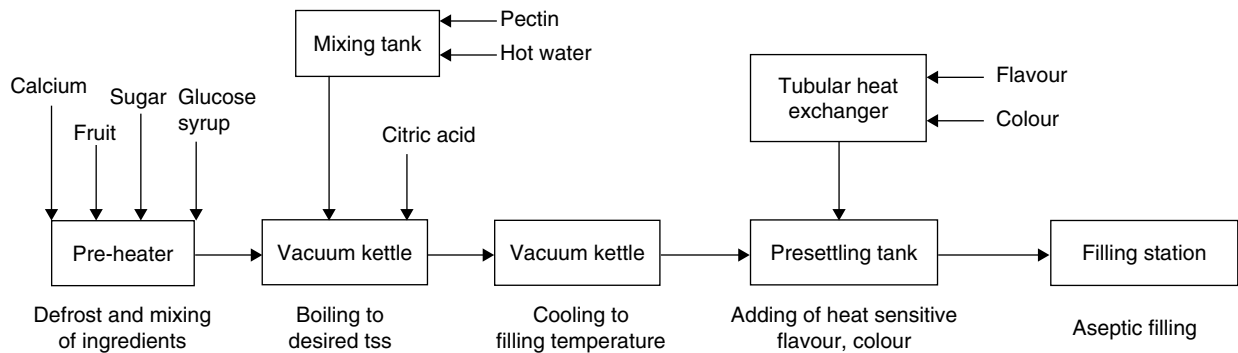 Pectin
Mixing tank
Hot water
Calcium
Sugar
Glucose
syrup
Fruit
Citric acid
Tubular heat
exchanger
Flavour
Colour
Pre-heater
Vacuum kettle
Vacuum kettle
Presettling tank
Filling station
Defrost and mixing
of ingredients
Boiling to
desired tss
Cooling to
filling temperature
Adding of heat sensitive
flavour, colour
Aseptic filling